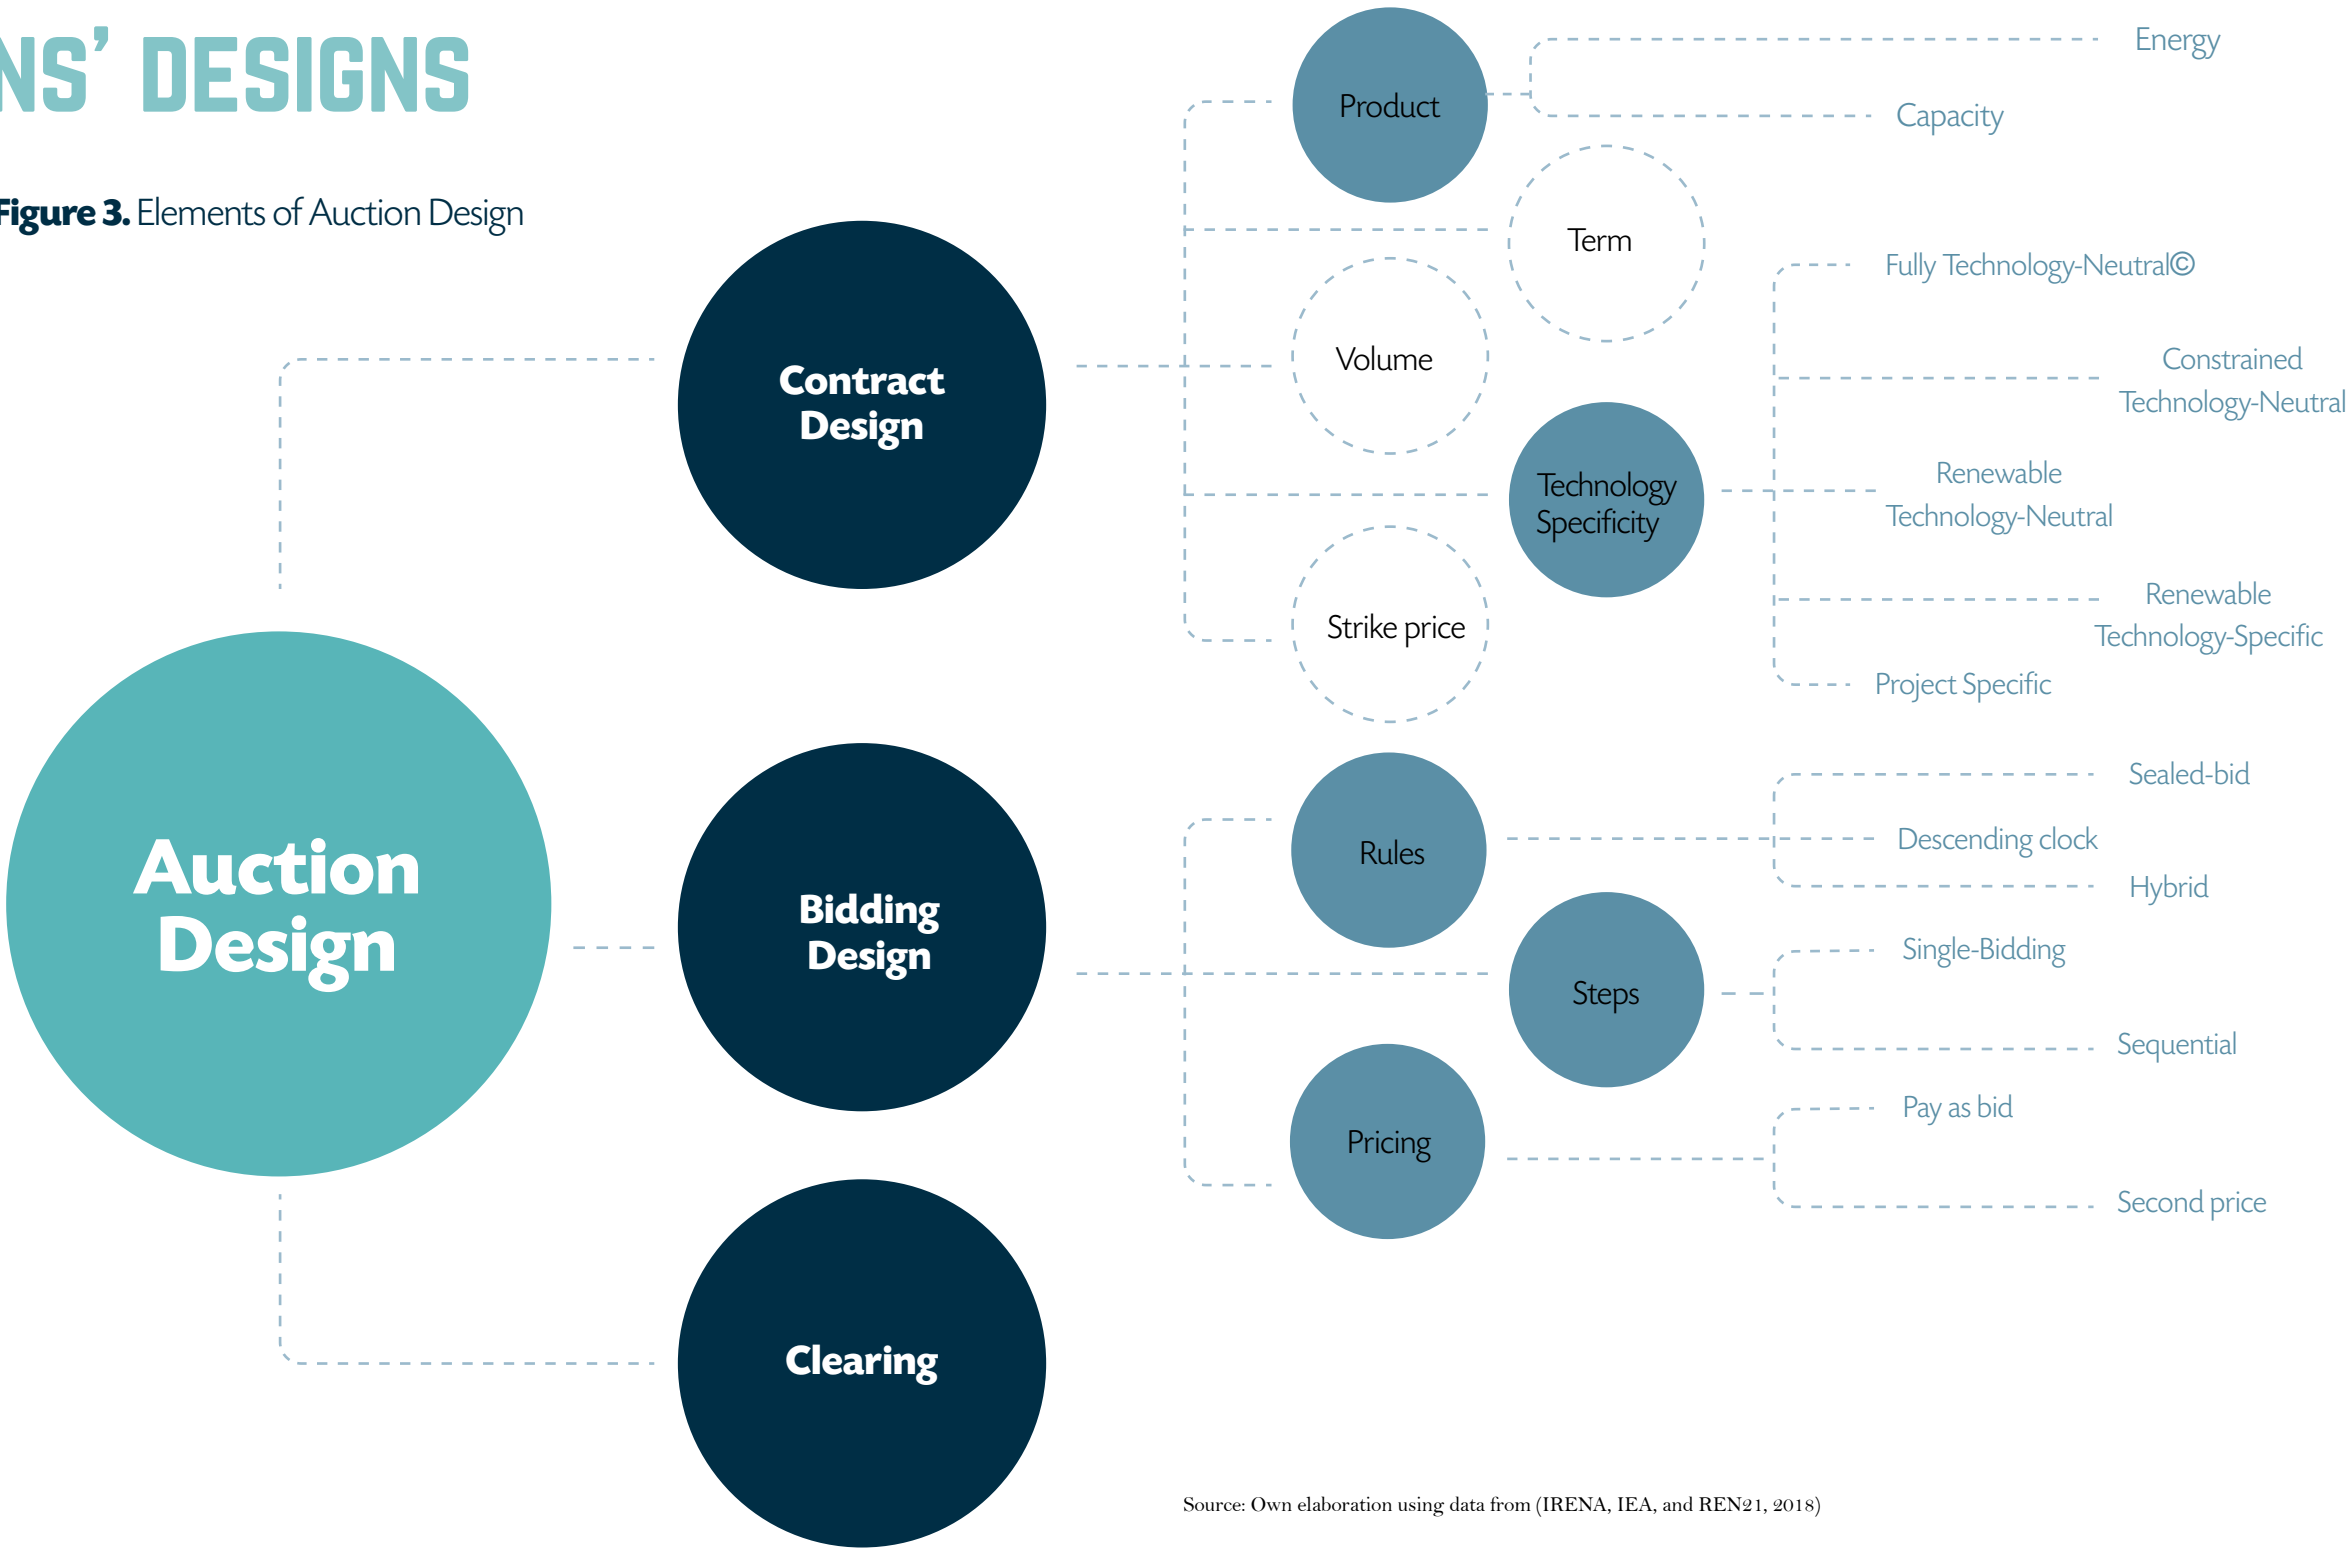 NS’ DESIGNS
Figure 3. Elements of Auction Design
Auction
Design
Contract
Design
Product
Energy
Capacity
Term
Volume
Technology
Specificity
Fully Technology-Neutral©
Constrained
Technology-Neutral
Renewable
Technology-Neutral
Renewable
Technology-Specific
Project Specific
Strike price
Bidding
Design
Rules
Sealed-bid
Descending clock
Hybrid
Steps
Single-Bidding
Sequential
Pricing
Pay as bid
Second price
Clearing
Source: Own elaboration using data from (IRENA, IEA, and REN21, 2018)